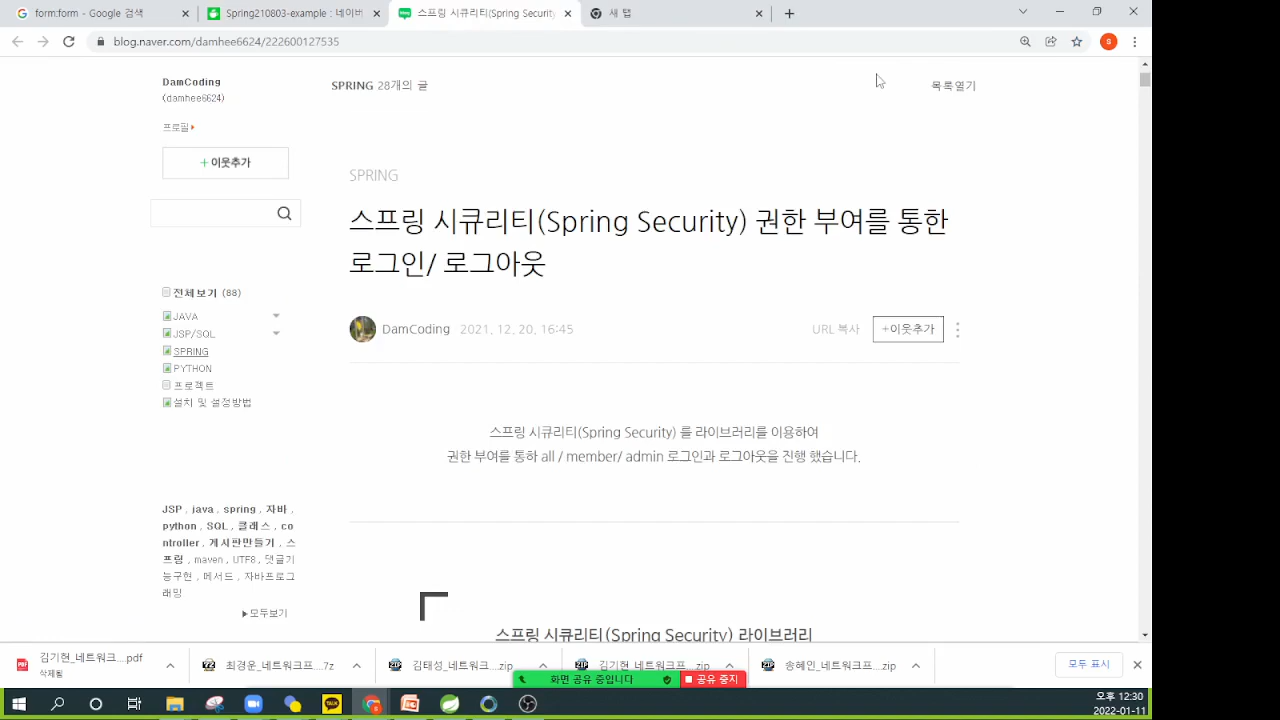 form:form - Google 검색
Spring210803-example : 네이버
스프링 시큐리티(Spring Security
새 탭
blog.naver.com/damhee6624/222600127535
s
DamCoding
(damhee6624)
프로필
+ 이웃추가
전체보기 (88)
JAVA
JSP/SQL
SPRING
PYTHON
프로젝트
설치 및 설정방법
JSP , java , spring , 자바 ,
python , SQL , 클래스 , co
ntroller , 게시판만들기 , 스
프링 , maven , UTF8 , 댓글기
능구현 , 메서드 , 자바프로그
래밍
▶모두보기
SPRING 28개의 글
목록열기
SPRING
스프링 시큐리티(Spring Security) 권한 부여를 통한
로그인/ 로그아웃
DamCoding 2021. 12. 20. 16:45
URL 복사 +이웃추가
스프링 시큐리티(Spring Security) 를 라이브러리를 이용하여
권한 부여를 통하 all / member/ admin 로그인과 로그아웃을 진행 했습니다.
스프링 시큐리티(Spring Security) 라이브러리
김기현_네트워크....pdf
삭제됨
최경운_네트워크프...7z
김태성_네트워크....zip
김기현_네트워크프...zip
송혜인_네트워크프...zip
모두 표시
화면 공유 중입니다
공유 중지
TALK
오후 12:30
2022-01-11